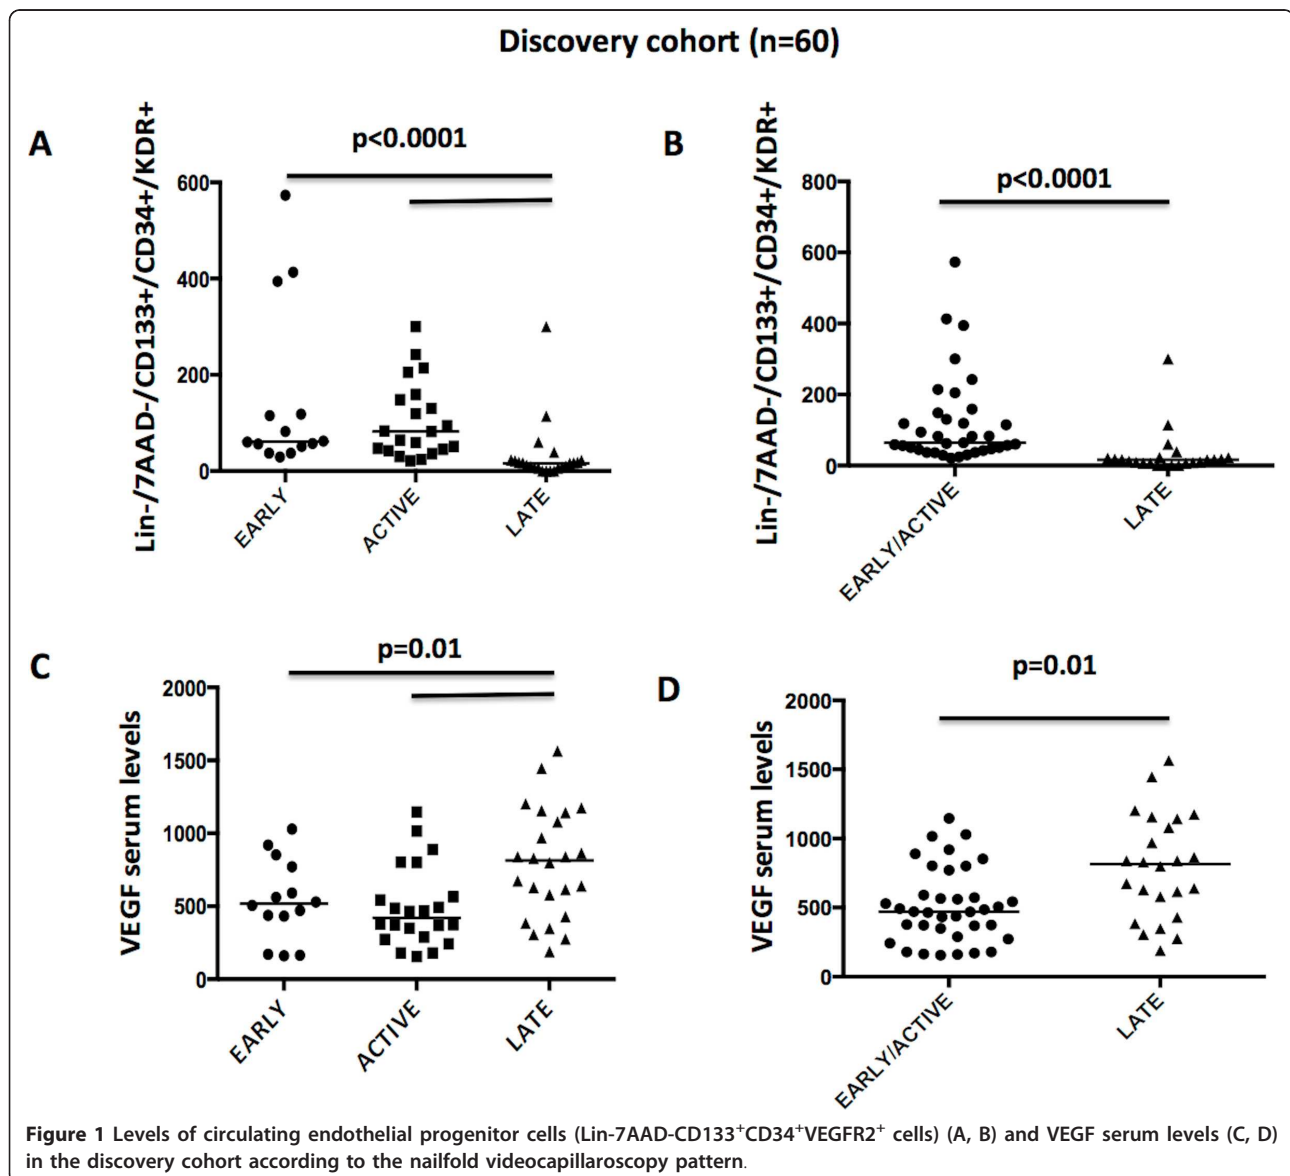 Discovery cohort (n=60)
A
Lin-/7AAD-/CD133+/CD34+/KDR+
p<0.0001
600
400
200
0
EARLY
ACTIVE
LATE
B
Lin-/7AAD-/CD133+/CD34+/KDR+
p<0.0001
800
600
400
200
0
EARLY/ACTIVE
LATE
C
VEGF serum levels
p=0.01
2000
1500
1000
500
0
EARLY
ACTIVE
LATE
D
VEGF serum levels
p=0.01
2000
1500
1000
500
0
EARLY/ACTIVE
LATE
Figure 1 Levels of circulating endothelial progenitor cells (Lin-7AAD-CD133⁺CD34⁺VEGFR2⁺ cells) (A, B) and VEGF serum levels (C, D)
in the discovery cohort according to the nailfold videocapillaroscopy pattern.